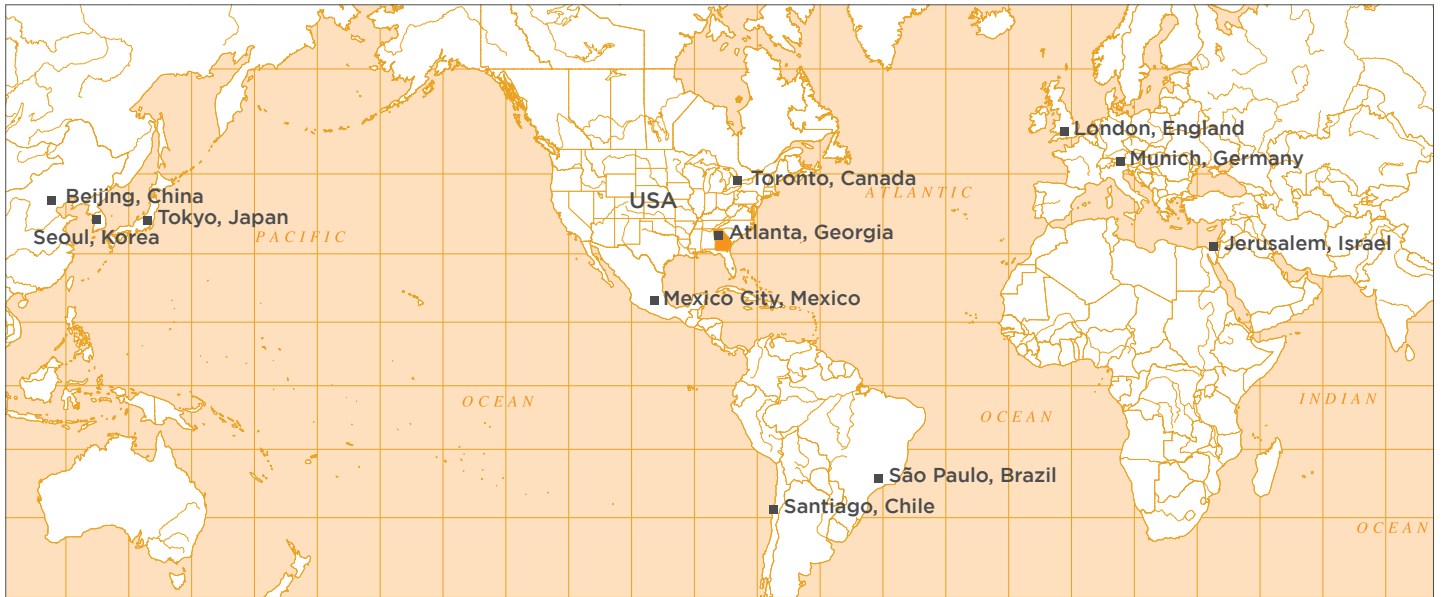 London, England
Munich, Germany
Toronto, Canada
ATLANTIC
Beijing, China
USA
Tokyo, Japan
Seoul, Korea
PACIFIC
Atlanta, Georgia
Jerusalem, Israel
Mexico City, Mexico
OCEAN
OCEAN
INDIAN
São Paulo, Brazil
Santiago, Chile
OCEAN